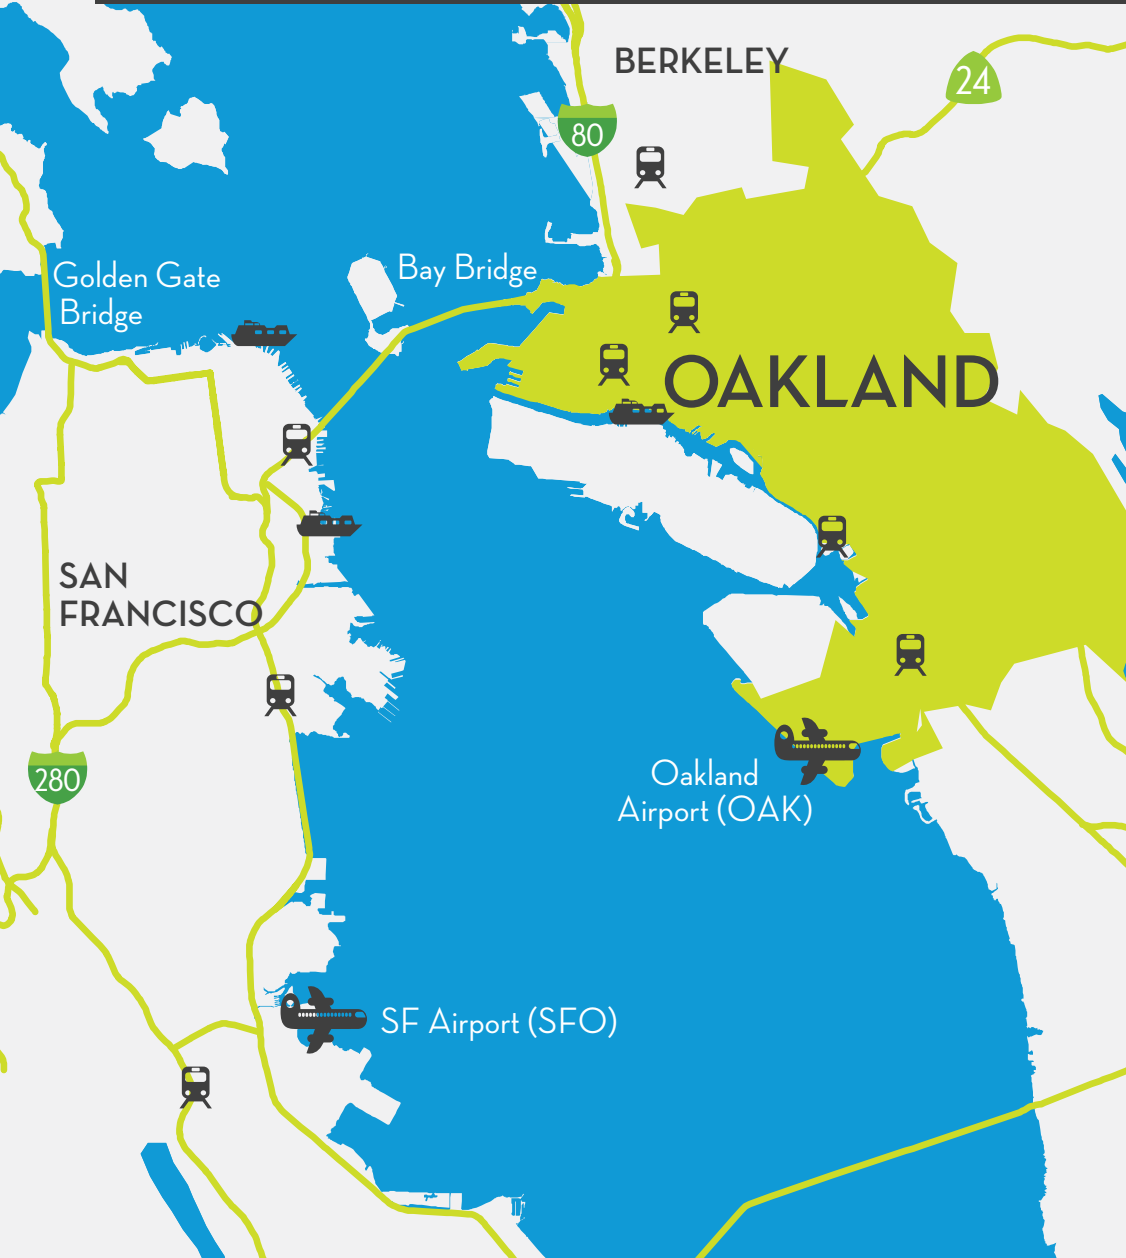 BERKELEY
24
80
Golden Gate
Bridge
Bay Bridge
OAKLAND
SAN
FRANCISCO
280
Oakland
Airport (OAK)
SF Airport (SFO)